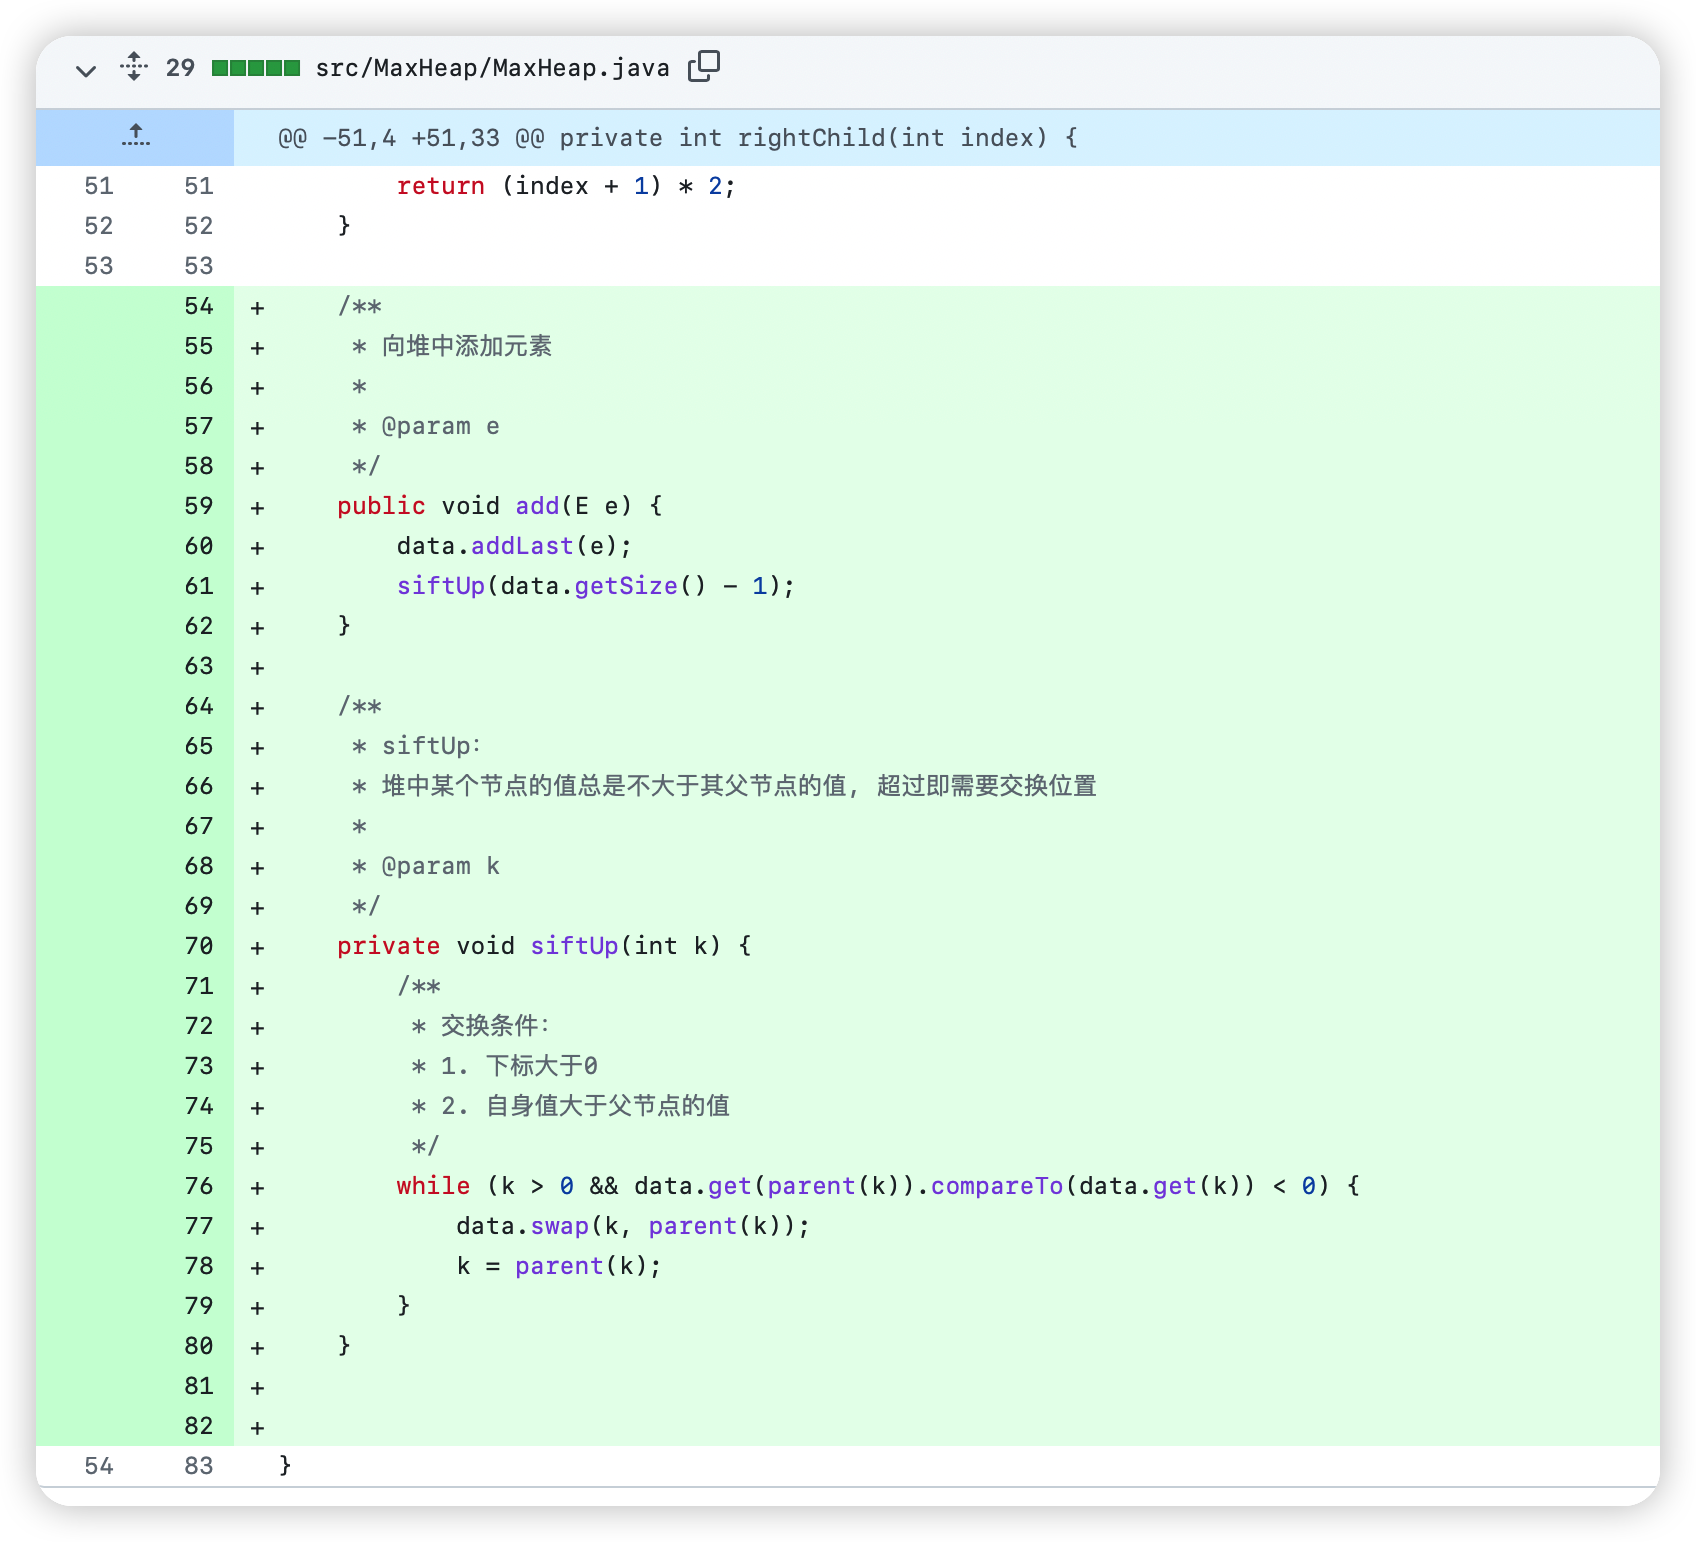 29 src/MaxHeap/MaxHeap.java
@@ -51,4 +51,33 @@ private int rightChild(int index) {
51 51         return (index + 1) * 2;
52 52     }
53 53
54 +     /**
55 +      * 向堆中添加元素
56 +      *
57 +      * @param e
58 +      */
59 +     public void add(E e) {
60 +         data.addLast(e);
61 +         siftUp(data.getSize() - 1);
62 +     }
63 +
64 +     /**
65 +      * siftUp：
66 +      * 堆中某个节点的值总是不大于其父节点的值, 超过即需要交换位置
67 +      *
68 +      * @param k
69 +      */
70 +     private void siftUp(int k) {
71 +         /**
72 +          * 交换条件：
73 +          * 1. 下标大于0
74 +          * 2. 自身值大于父节点的值
75 +          */
76 +         while (k > 0 && data.get(parent(k)).compareTo(data.get(k)) < 0) {
77 +             data.swap(k, parent(k));
78 +             k = parent(k);
79 +         }
80 +     }
81 +
82 +
54 83 }